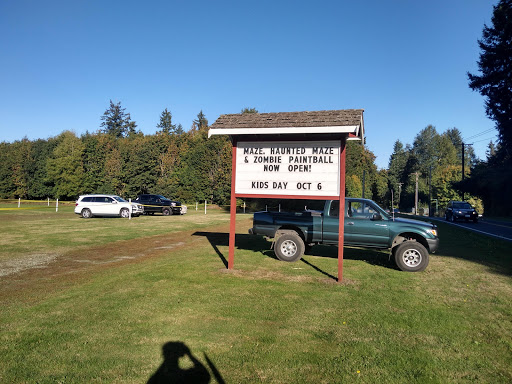 MAZE, HAUNTED MAZE
& ZOMBIE PAINTBALL
NOW OPEN!
KIDS DAY OCT 6